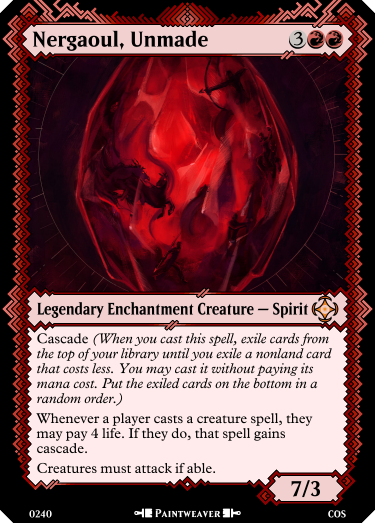 Nergaoul, Unmade 3
Legendary Enchantment Creature — Spirit
Cascade (When you cast this spell, exile cards from
the top of your library until you exile a nonland card
that costs less. You may cast it without paying its
mana cost. Put the exiled cards on the bottom in a
random order.)
Whenever a player casts a creature spell, they
may pay 4 life. If they do, that spell gains
cascade.
Creatures must attack if able.
7/3
0240 Paintweaver COS